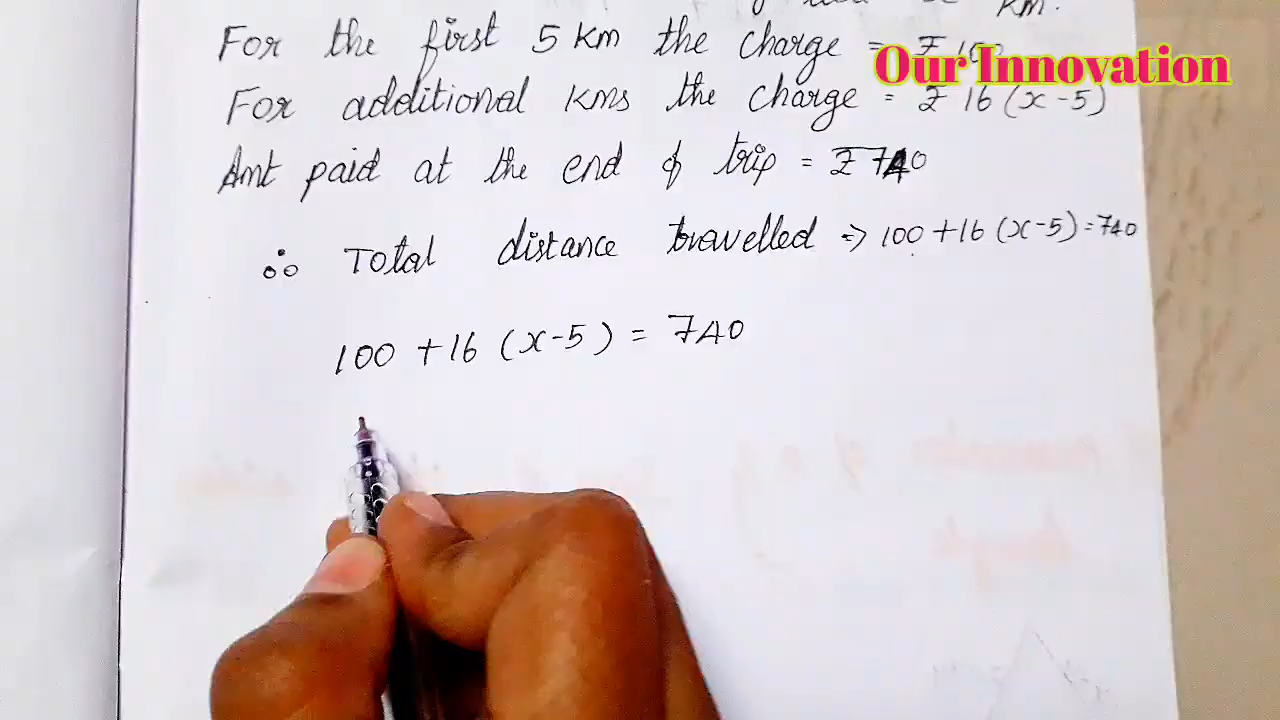 km.
For the first 5 km the charge = ₹
Our Innovation
For additional kms the charge = ₹ 16 (x - 5)
Amt paid at the end of trip = ₹ 740
∴ Total distance travelled => 100 + 16 (x - 5) = 740
100 + 16 (x - 5) = 740